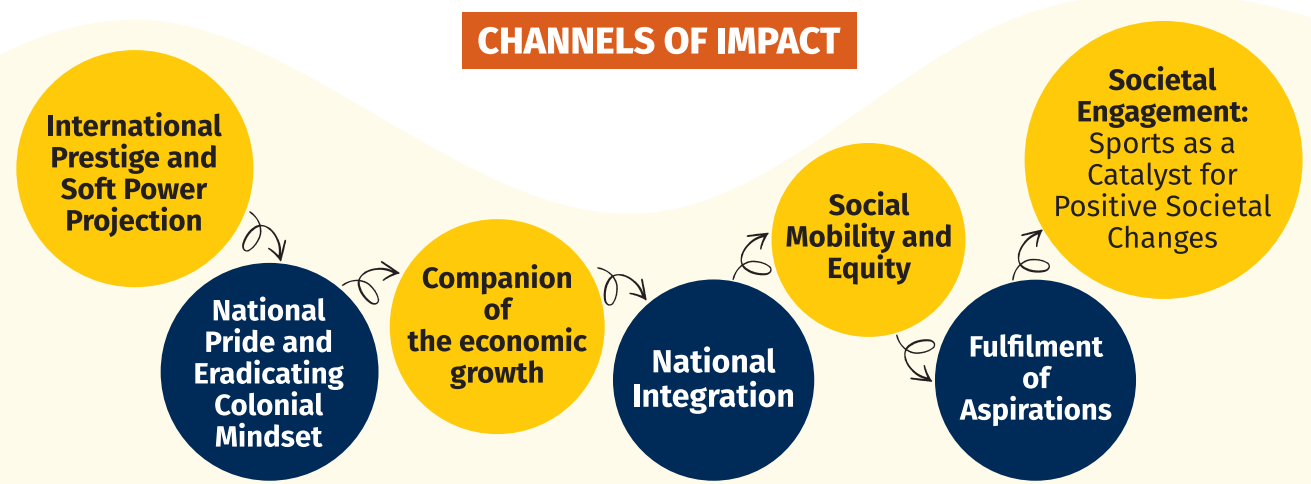 CHANNELS OF IMPACT
International
Prestige and
Soft Power
Projection
National
Pride and
Eradicating
Colonial
Mindset
Companion
of
the economic
growth
National
Integration
Social
Mobility and
Equity
Fulfilment
of
Aspirations
Societal
Engagement:
Sports as a
Catalyst for
Positive Societal
Changes